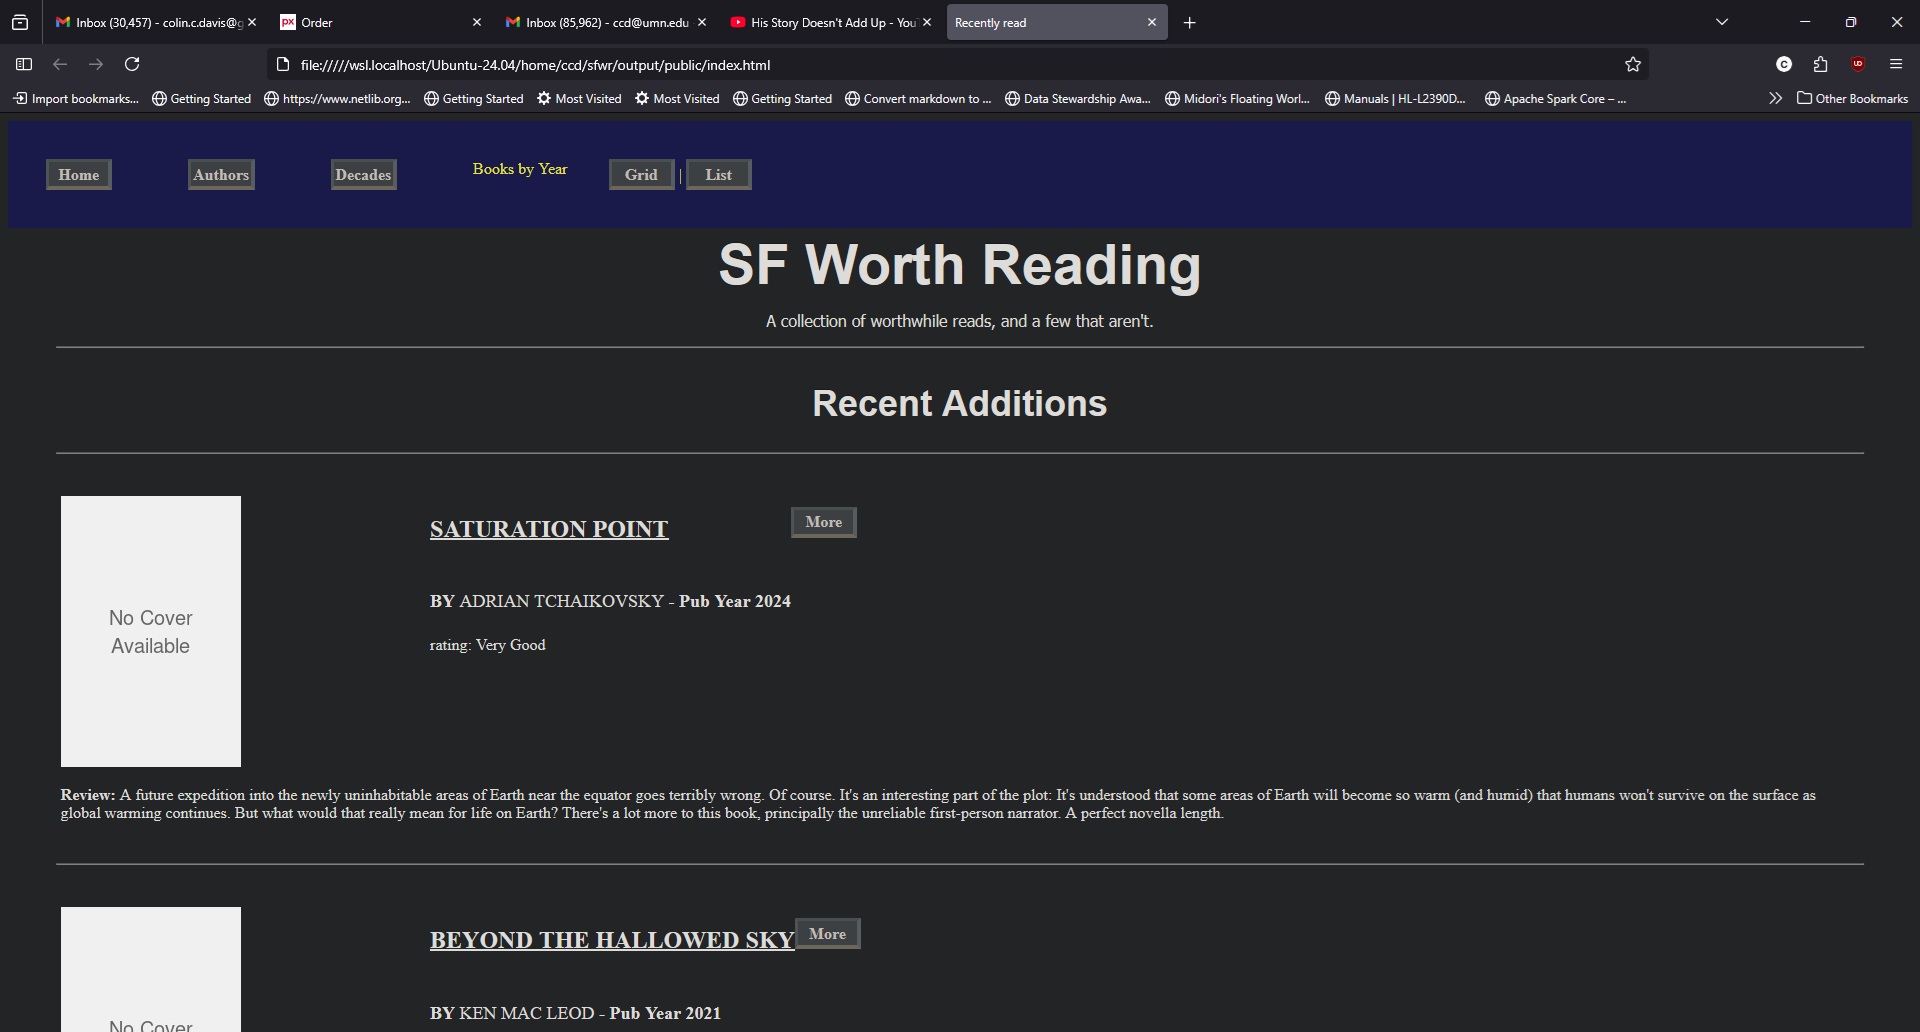 Inbox (30,457) - colin.c.davis@g
Order
Inbox (85,962) - ccd@umn.edu
His Story Doesn't Add Up - You
Recently read
file://///wsl.localhost/Ubuntu-24.04/home/ccd/sfwr/output/public/index.html
Import bookmarks...
Getting Started
https://www.netlib.org...
Getting Started
Most Visited
Most Visited
Getting Started
Convert markdown to ...
Data Stewardship Awa...
Midori's Floating Worl...
Manuals | HL-L2390D...
Apache Spark Core – ...
Other Bookmarks
Home
Authors
Decades
Books by Year
Grid | List
SF Worth Reading
A collection of worthwhile reads, and a few that aren't.
Recent Additions
No Cover
Available
SATURATION POINT
More
BY ADRIAN TCHAIKOVSKY - Pub Year 2024
rating: Very Good
Review: A future expedition into the newly uninhabitable areas of Earth near the equator goes terribly wrong. Of course. It's an interesting part of the plot: It's understood that some areas of Earth will become so warm (and humid) that humans won't survive on the surface as
global warming continues. But what would that really mean for life on Earth? There's a lot more to this book, principally the unreliable first-person narrator. A perfect novella length.
No Cover
BEYOND THE HALLOWED SKY
More
BY KEN MAC LEOD - Pub Year 2021